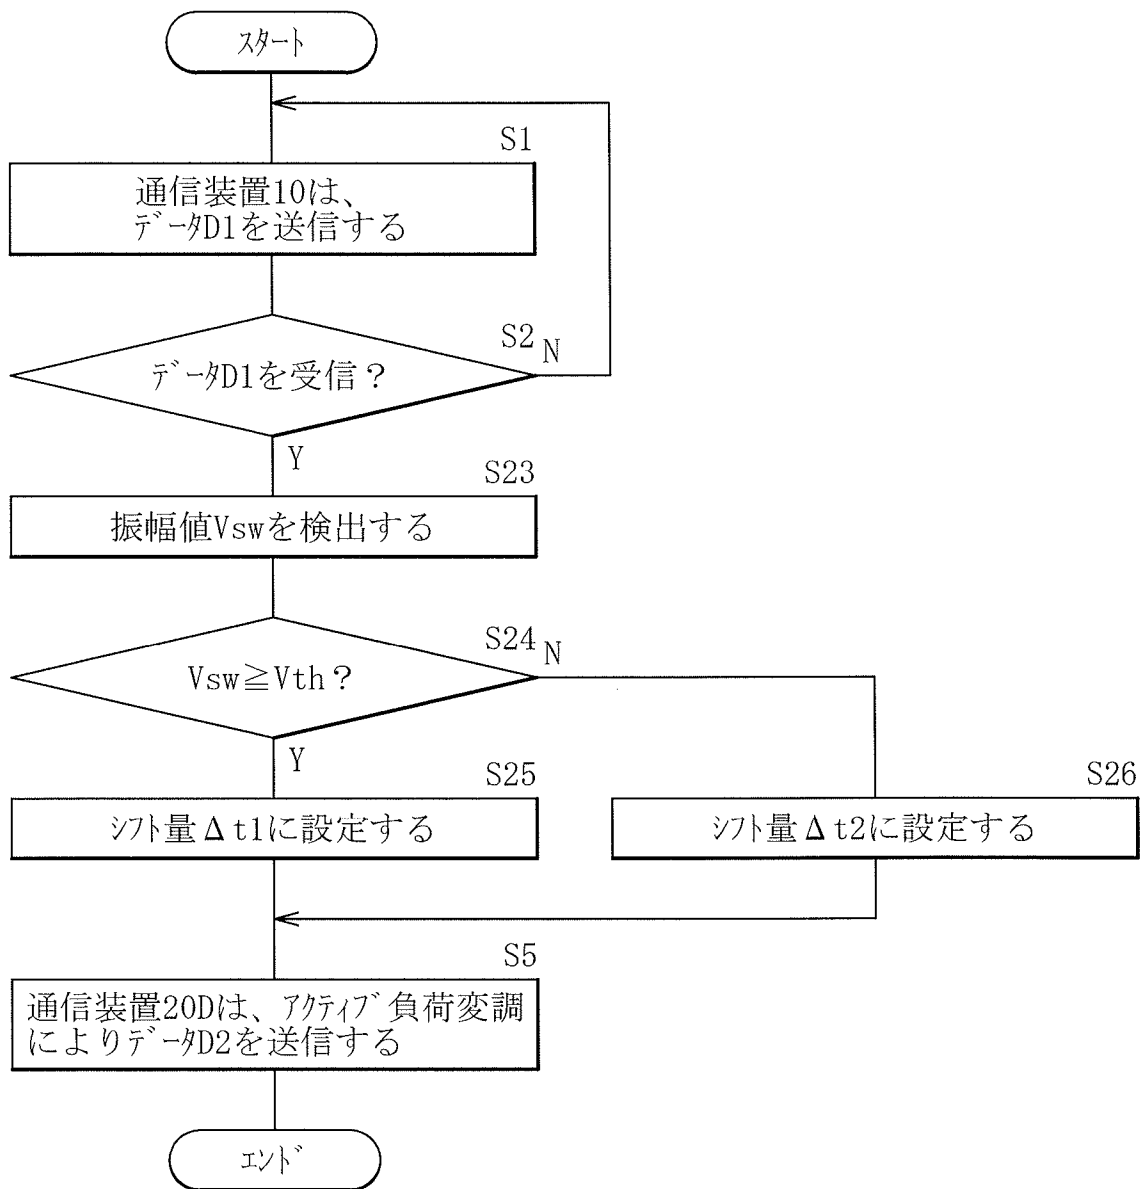 スタート
S1
通信装置10は、
データD1を送信する
S2
N
データD1を受信？
Y
S23
振幅値Vswを検出する
S24
N
Vsw≧Vth？
Y
S25
シフト量Δt1に設定する
S26
シフト量Δt2に設定する
S5
通信装置20Dは、アクティブ負荷変調
によりデータD2を送信する
エンド